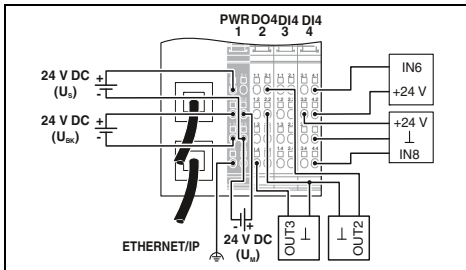 PWR DO4 DI4 DI4
1 2 3 4
24 V DC
(U_S)
+
-
24 V DC
(U_BK)
+
-
IN6
+24 V
+24 V
⊥
IN8
ETHERNET/IP
- +
24 V DC
(U_M)
OUT3
⊥
⊥
OUT2